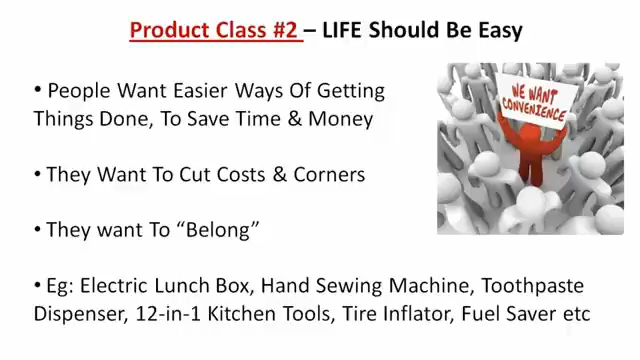 Product Class #2 – LIFE Should Be Easy
• People Want Easier Ways Of Getting
Things Done, To Save Time & Money
WE WANT
CONVENIENCE
• They Want To Cut Costs & Corners
• They want To “Belong”
• Eg: Electric Lunch Box, Hand Sewing Machine, Toothpaste
Dispenser, 12-in-1 Kitchen Tools, Tire Inflator, Fuel Saver etc